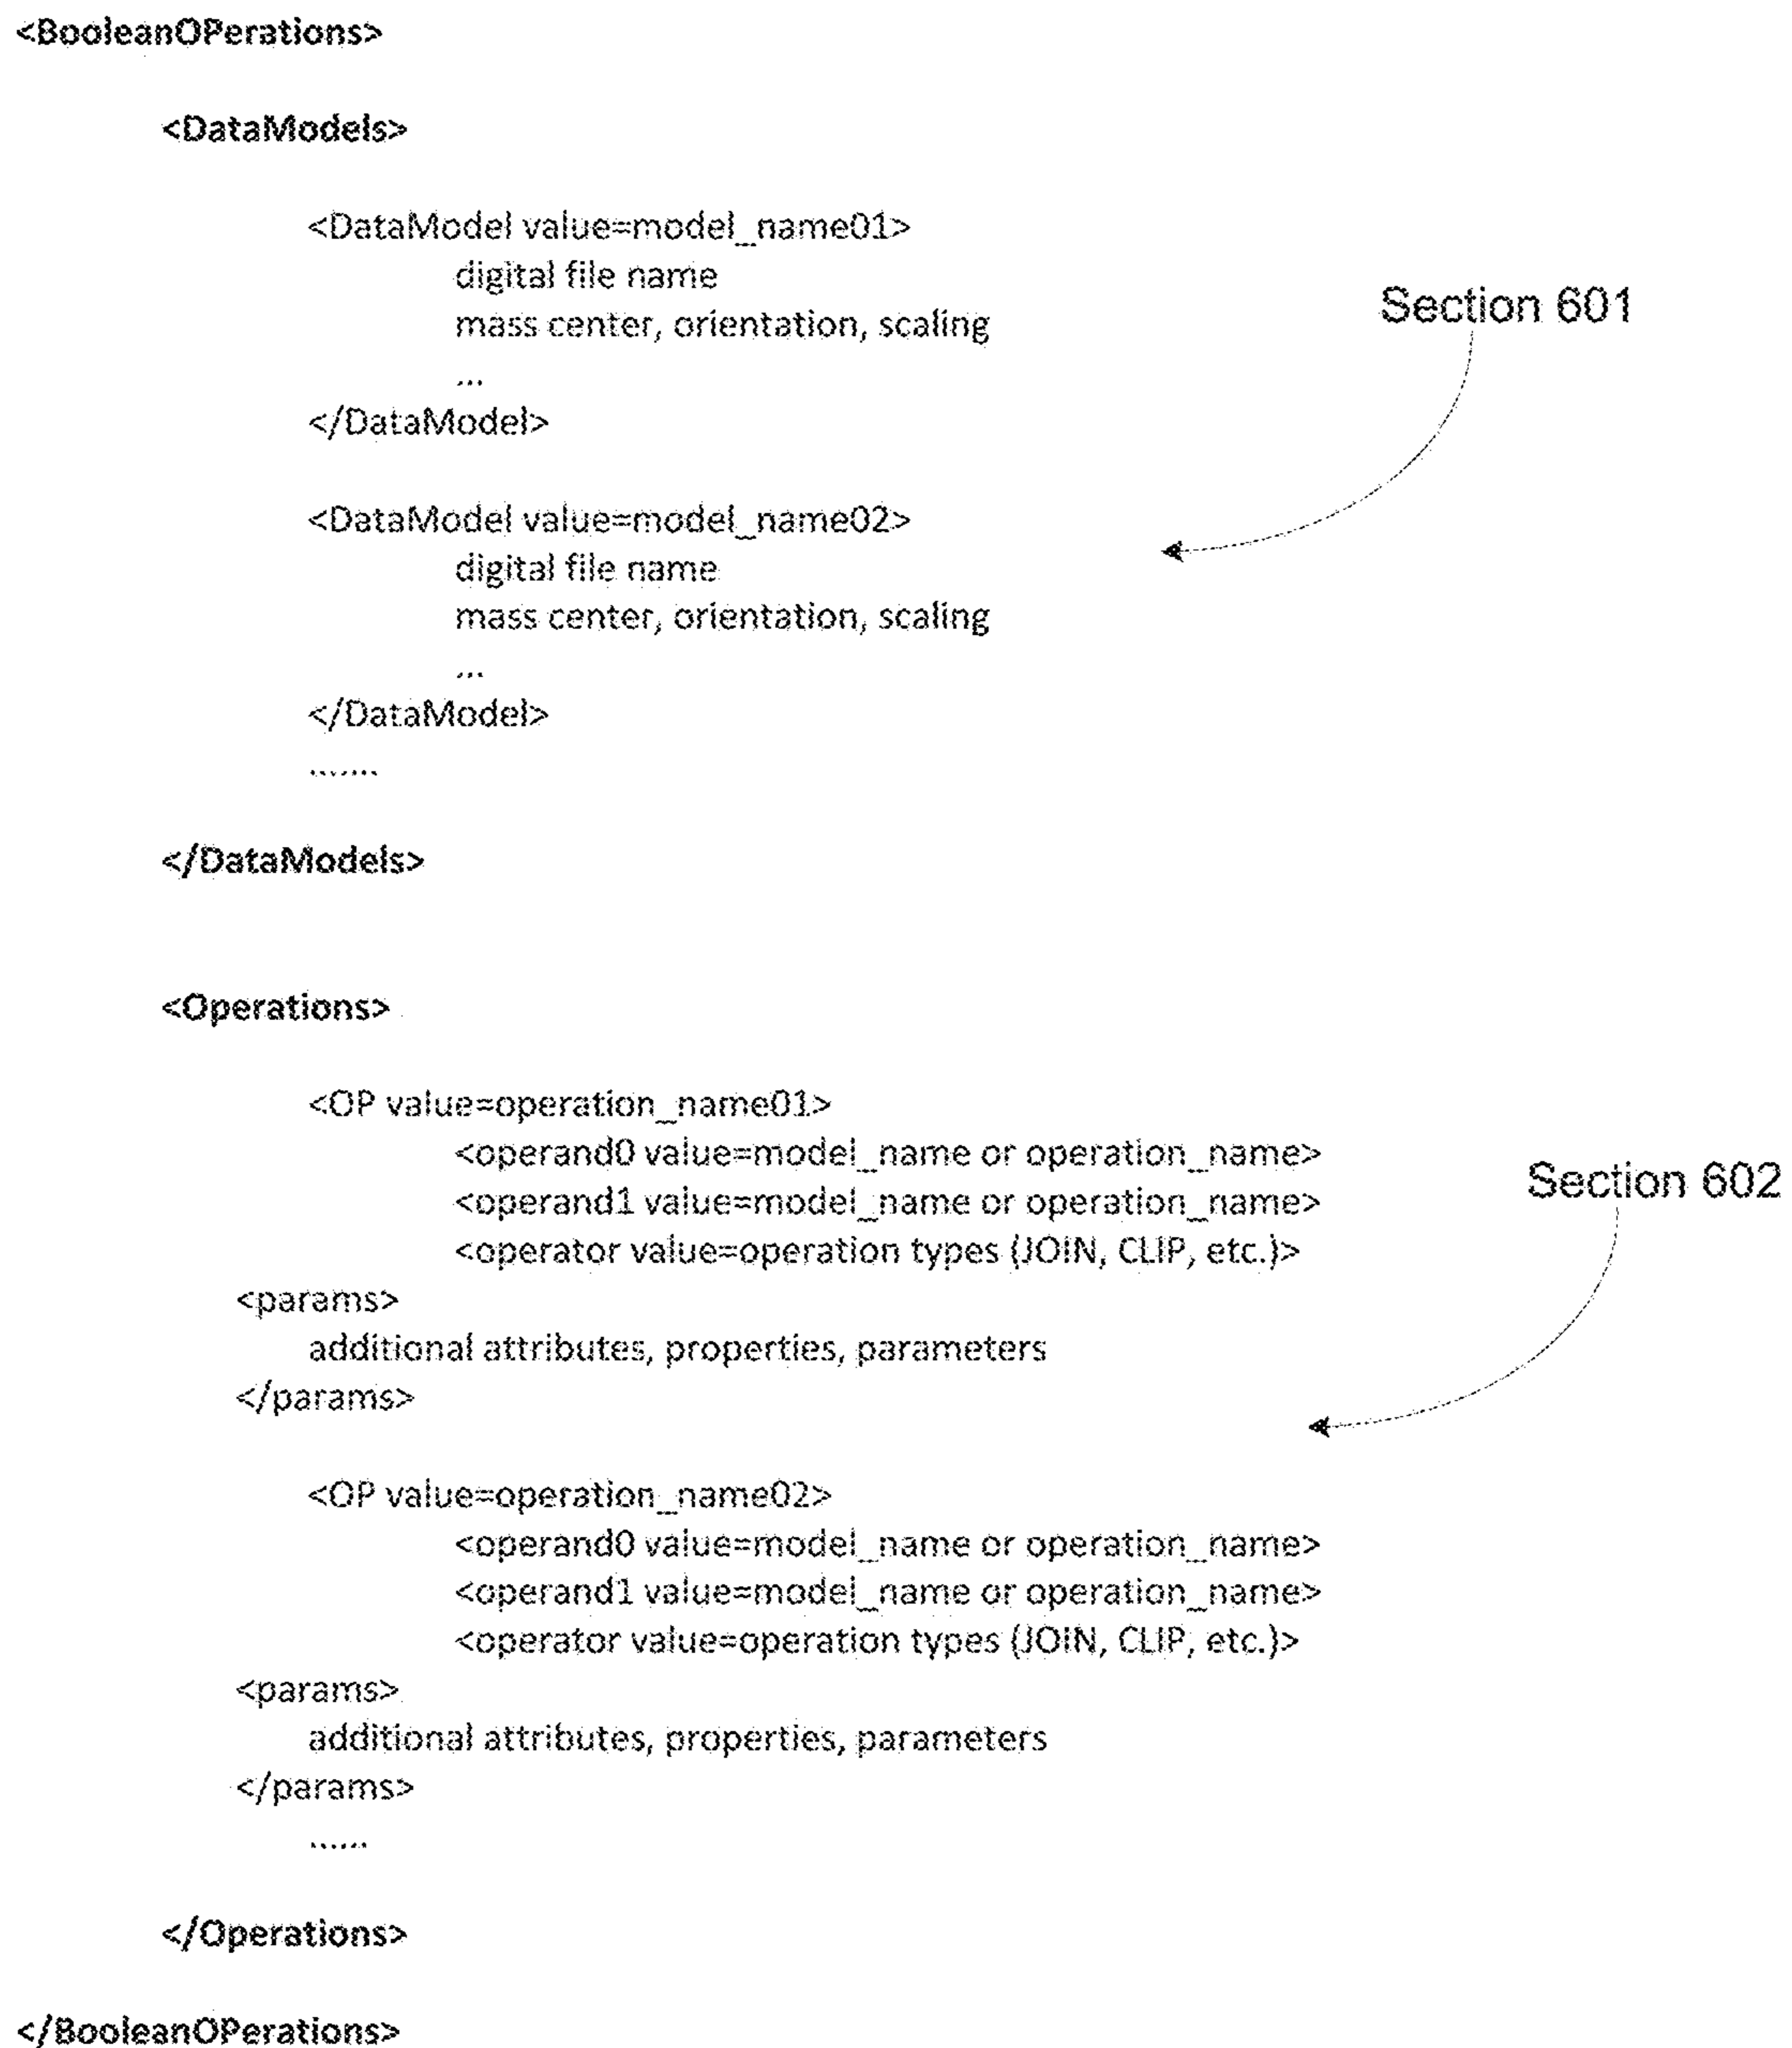 <BooleanOPerations>
<DataModels>
<DataModel value=model_name01>
digital file name
mass center, orientation, scaling
...
</DataModel>
Section 601
<DataModel value=model_name02>
digital file name
mass center, orientation, scaling
...
</DataModel>
.......
</DataModels>
<Operations>
<OP value=operation_name01>
<operand0 value=model_name or operation_name>
<operand1 value=model_name or operation_name>
<operator value=operation types (JOIN, CLIP, etc.)>
Section 602
<params>
additional attributes, properties, parameters
</params>
<OP value=operation_name02>
<operand0 value=model_name or operation_name>
<operand1 value=model_name or operation_name>
<operator value=operation types (JOIN, CLIP, etc.)>
<params>
additional attributes, properties, parameters
</params>
......
</Operations>
</BooleanOPerations>